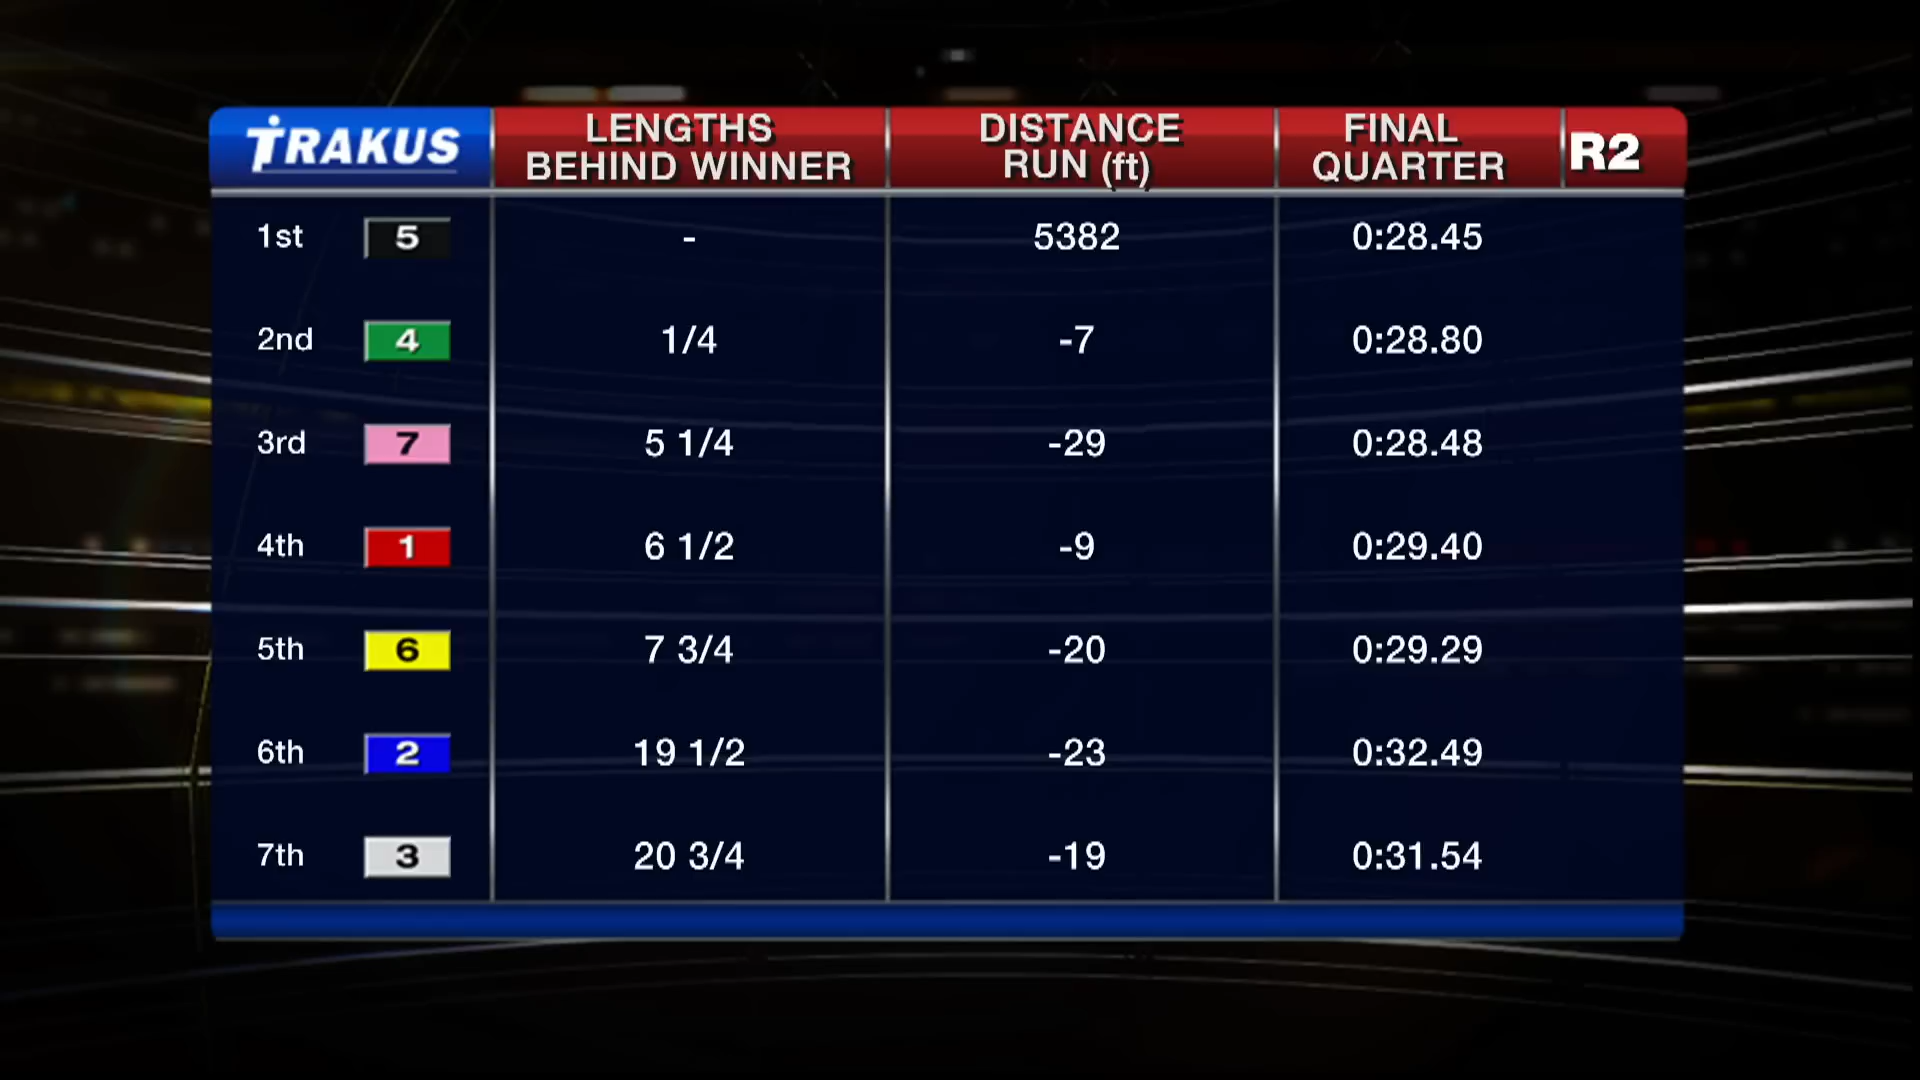 TRAKUS
LENGTHS BEHIND WINNER
DISTANCE RUN (ft)
FINAL QUARTER
R2
1st 5 - 5382 0:28.45
2nd 4 1/4 -7 0:28.80
3rd 7 5 1/4 -29 0:28.48
4th 1 6 1/2 -9 0:29.40
5th 6 7 3/4 -20 0:29.29
6th 2 19 1/2 -23 0:32.49
7th 3 20 3/4 -19 0:31.54